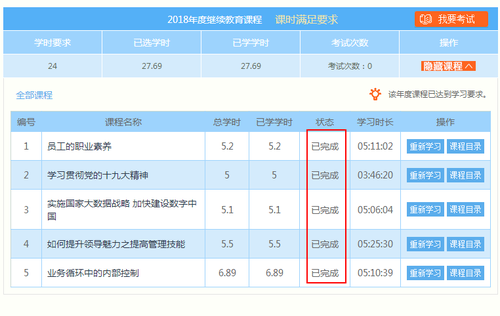 2018年度继续教育课程 课时满足要求 找要考试
学时要求 已选学时 已学学时 考试次数 操作
24 27.69 27.69 考试次数：0 隐藏课程 ︿
全部课程 该年度课程已达到学习要求。
编号 课程名称 总学时 已学学时 状态 学习时长 操作
1 员工的职业素养 5.2 5.2 已完成 05:11:02 重新学习 课程目录
2 学习贯彻党的十九大精神 5 5 已完成 03:46:20 重新学习 课程目录
3 实施国家大数据战略 加快建设数字中 5.1 5.1 已完成 05:06:04 重新学习 课程目录
国
4 如何提升领导魅力之提高管理技能 5.5 5.5 已完成 05:25:30 重新学习 课程目录
5 业务循环中的内部控制 6.89 6.89 已完成 05:10:39 重新学习 课程目录